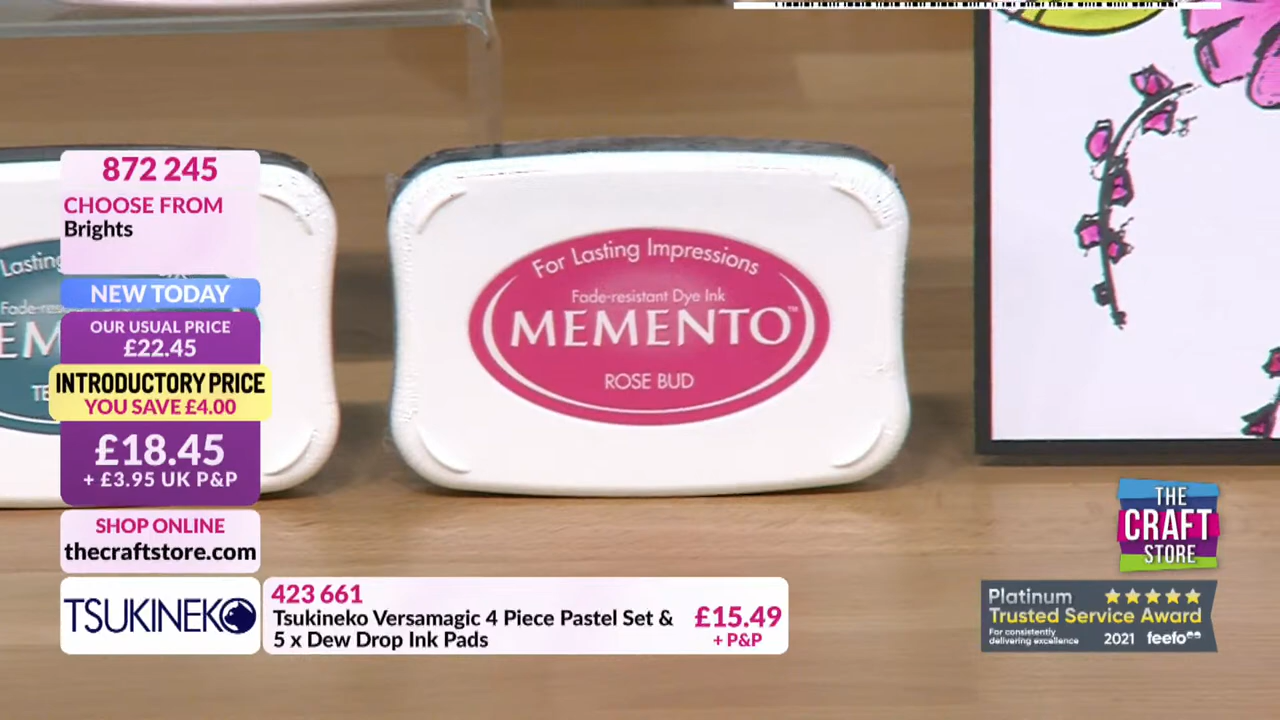 872 245
CHOOSE FROM
Brights
NEW TODAY
OUR USUAL PRICE
£22.45
INTRODUCTORY PRICE
YOU SAVE £4.00
£18.45
+ £3.95 UK P&P
SHOP ONLINE
thecraftstore.com
TSUKINEKO
423 661
Tsukineko Versamagic 4 Piece Pastel Set &
5 x Dew Drop Ink Pads
£15.49
+ P&P
Lasting
For Lasting Impressions
Fade-resistant Dye Ink
MEMENTO™
ROSE BUD
THE
CRAFT
STORE
Platinum
Trusted Service Award
For consistently
delivering excellence
2021 feefo